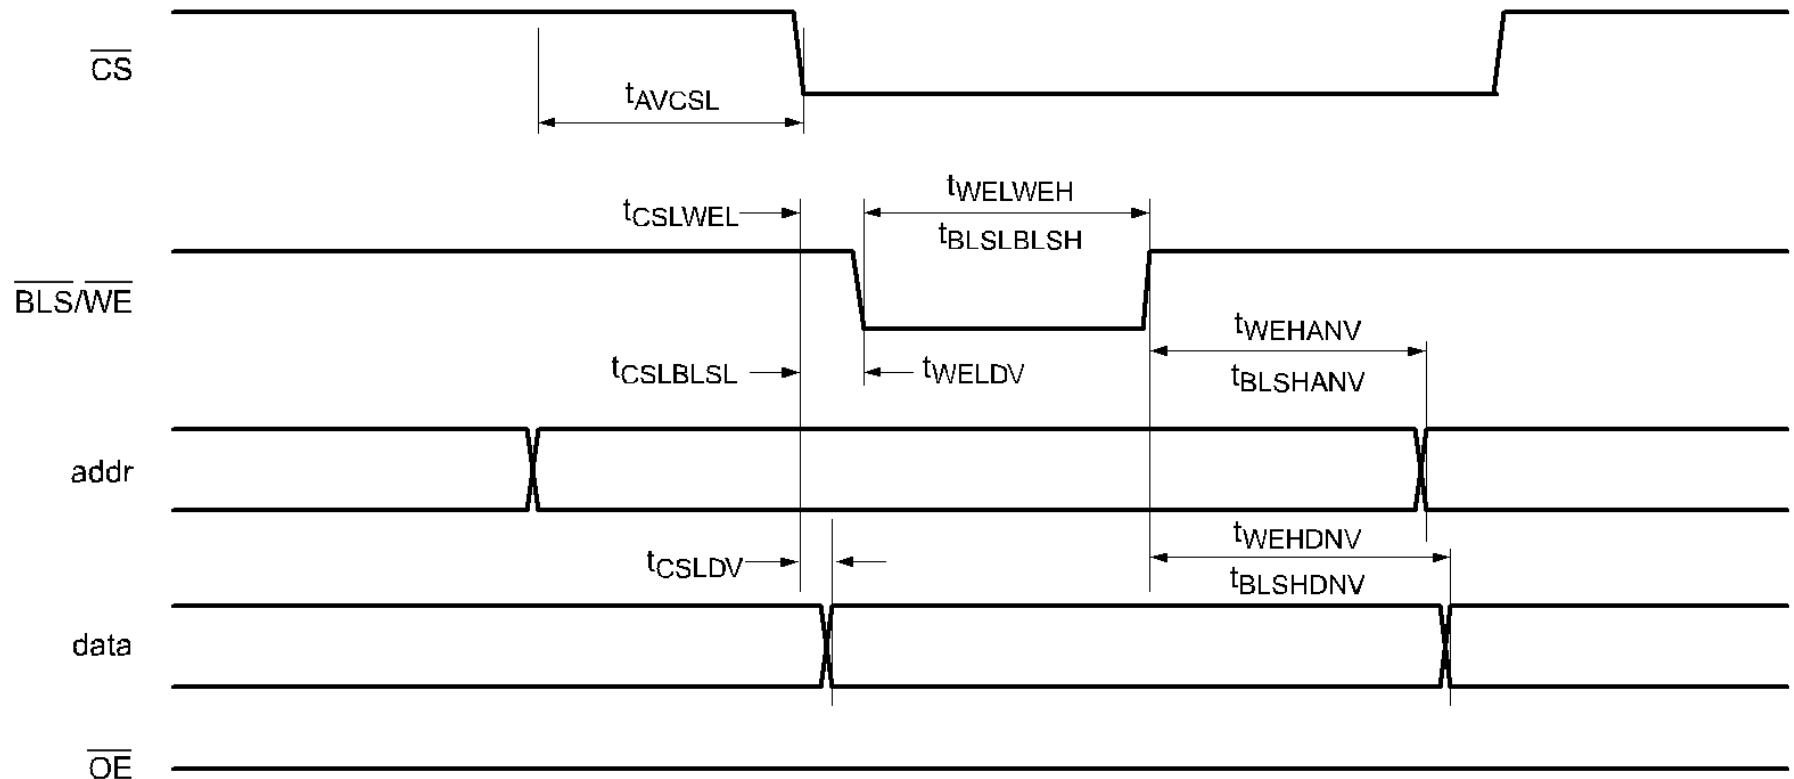 CS
tAVCSL
tWELWEH
tCSLWEL
tBLSLBLSH
BLS/WE
tWEHANV
tCSLBLSL
tWELDV
tBLSHANV
addr
tWEHDNV
tCSLDV
tBLSHDNV
data
OE